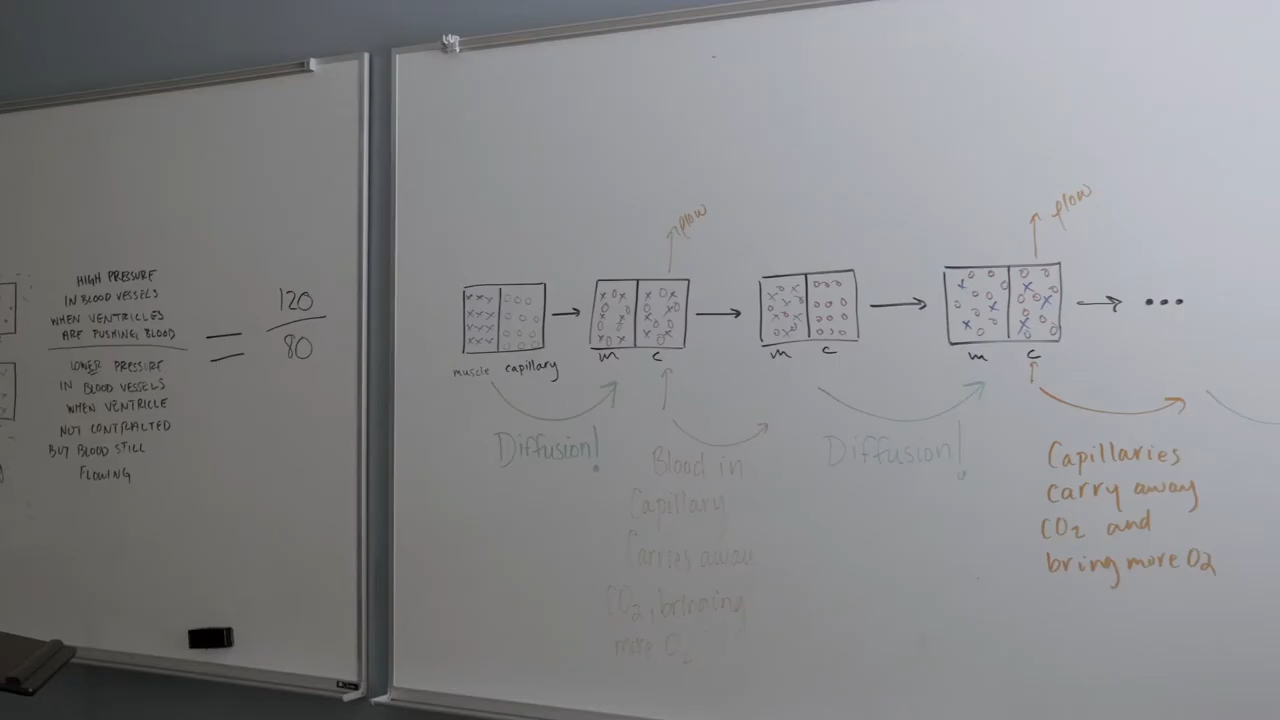 HIGH PRESSURE
IN BLOOD VESSELS
WHEN VENTRICLES
ARE PUSHING BLOOD
LOWER PRESSURE
IN BLOOD VESSELS
WHEN VENTRICLE
NOT CONTRACTED
BUT BLOOD STILL
FLOWING
=
120
80
flow
flow
muscle capillary
m c
m c
m c
Diffusion!
Blood in
Capillary
Carries away
CO2, bringing
more O2
Diffusion!
Capillaries
carry away
CO2 and
bring more O2